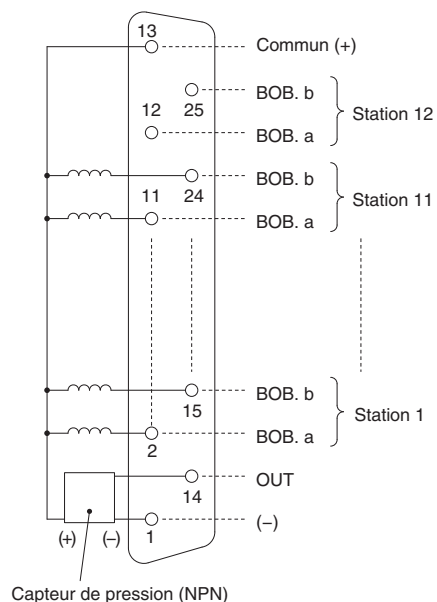 13
Commun (+)
25
BOB. b
12
BOB. a
Station 12
24
BOB. b
11
BOB. a
Station 11
15
BOB. b
2
BOB. a
Station 1
14
OUT
(+) (–)
1
(–)
Capteur de pression (NPN)